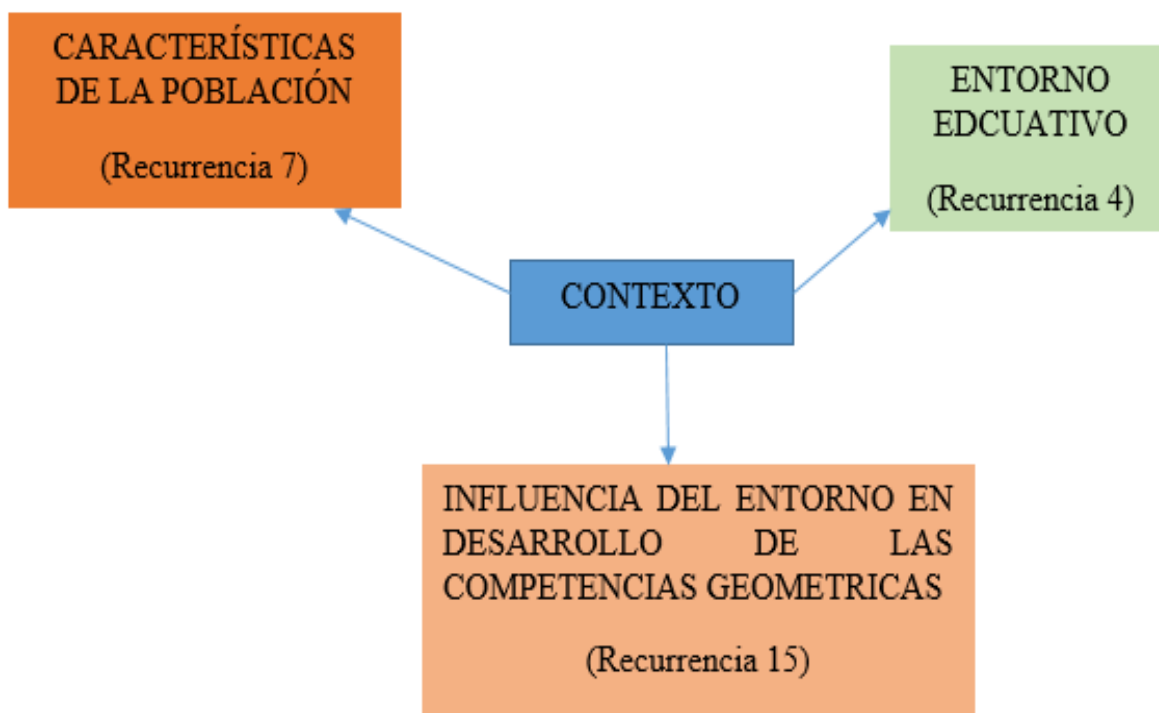 CARACTERÍSTICAS
DE LA POBLACIÓN
(Recurrencia 7)
ENTORNO
EDCUATIVO
(Recurrencia 4)
CONTEXTO
INFLUENCIA DEL ENTORNO EN
DESARROLLO DE LAS
COMPETENCIAS GEOMETRICAS
(Recurrencia 15)